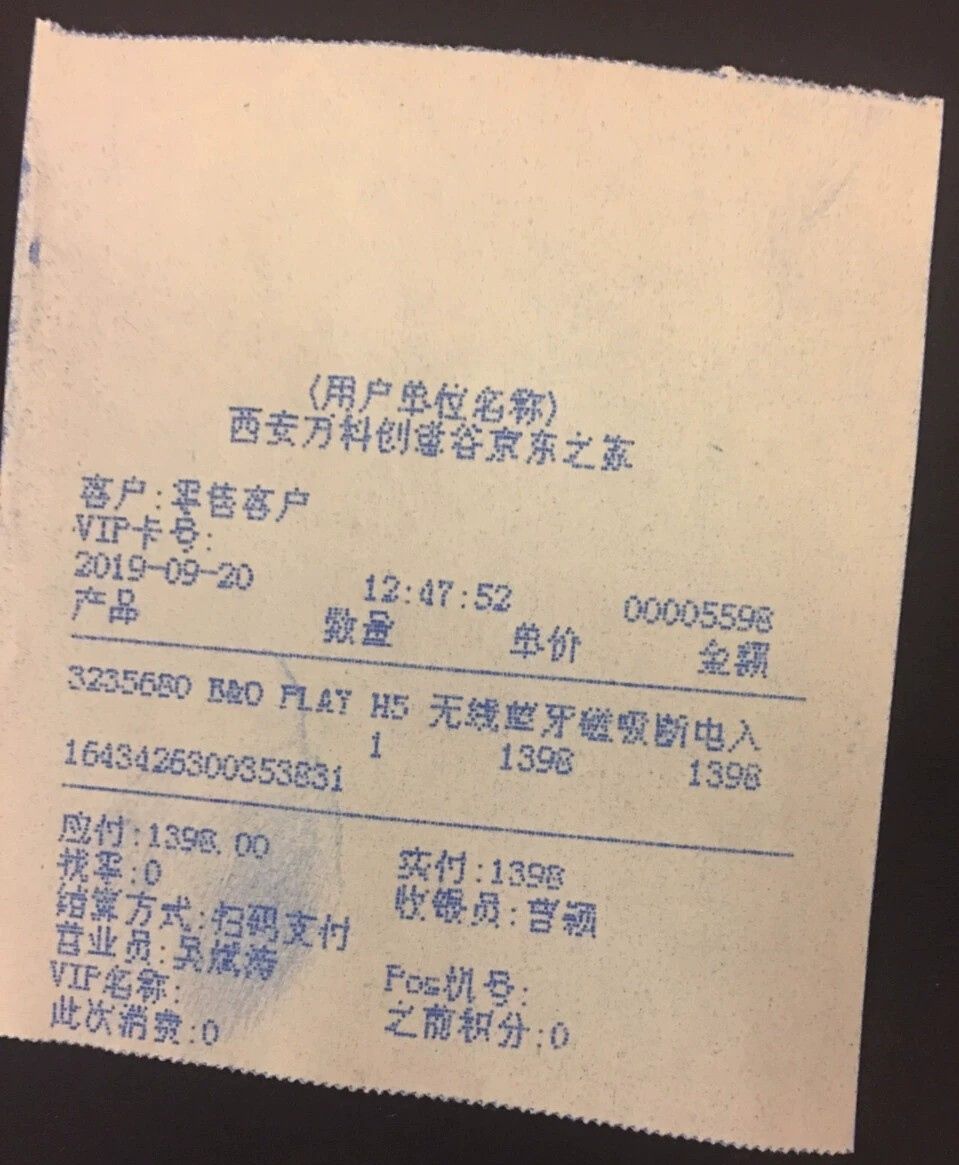 (用户单位名称)
西安万科创谷京东之家
客户:零售客户
VIP卡号:
2019-09-20 12:47:52 00005598
产品 数量 单价 金额
3235680 B&O PLAY H5 无线蓝牙磁吸断电入
1643426300353831 1 1398 1398
应付:1398.00 实付:1398
找零:0 收银员:
结算方式:扫码支付
营业员:吴斌涛
VIP名称: Pos机号:
此次消费:0 之前积分:0